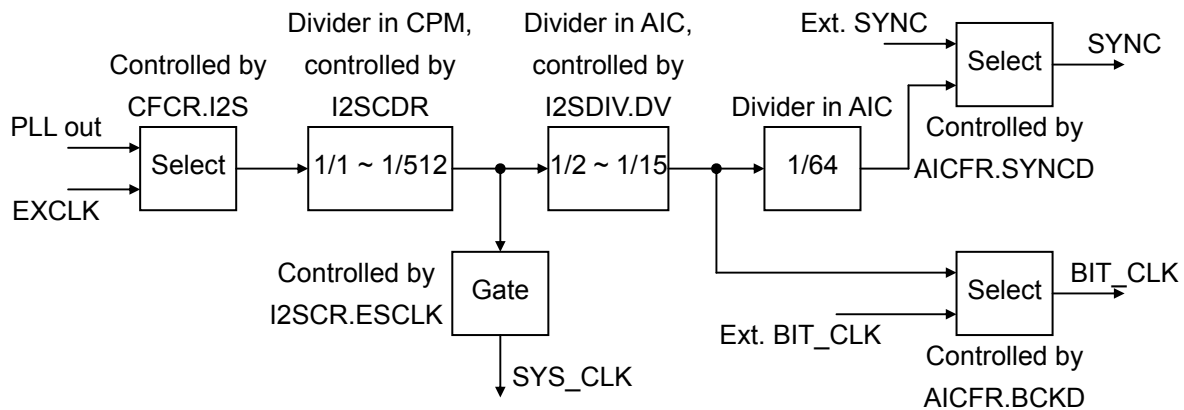 Divider in CPM,
controlled by
I2SCDR
Divider in AIC,
controlled by
I2SDIV.DV
Ext. SYNC
SYNC
Select
Controlled by
AICFR.SYNCD
Controlled by
CFCR.I2S
PLL out
EXCLK
Select
1/1 ~ 1/512
1/2 ~ 1/15
Divider in AIC
1/64
Controlled by
I2SCR.ESCLK
Gate
SYS_CLK
Ext. BIT_CLK
Select
BIT_CLK
Controlled by
AICFR.BCKD